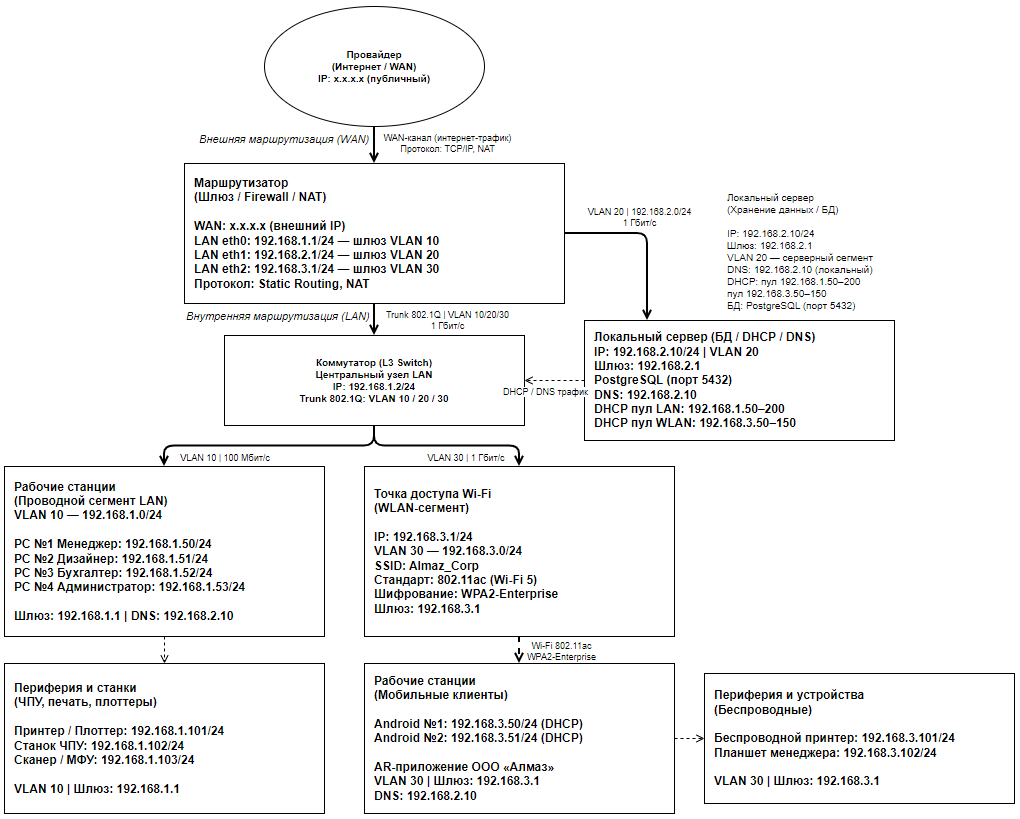 Провайдер
(Интернет / WAN)
IP: x.x.x.x (публичный)
Внешняя маршрутизация (WAN)
WAN-канал (интернет-трафик)
Протокол: TCP/IP, NAT
Маршрутизатор
(Шлюз / Firewall / NAT)
WAN: x.x.x.x (внешний IP)
LAN eth0: 192.168.1.1/24 — шлюз VLAN 10
LAN eth1: 192.168.2.1/24 — шлюз VLAN 20
LAN eth2: 192.168.3.1/24 — шлюз VLAN 30
Протокол: Static Routing, NAT
VLAN 20 | 192.168.2.0/24
1 Гбит/с
Локальный сервер
(Хранение данных / БД)
IP: 192.168.2.10/24
Шлюз: 192.168.2.1
VLAN 20 — серверный сегмент
DNS: 192.168.2.10 (локальный)
DHCP: пул 192.168.1.50–200
пул 192.168.3.50–150
БД: PostgreSQL (порт 5432)
Внутренняя маршрутизация (LAN)
Trunk 802.1Q | VLAN 10/20/30
1 Гбит/с
Коммутатор (L3 Switch)
Центральный узел LAN
IP: 192.168.1.2/24
Trunk 802.1Q: VLAN 10 / 20 / 30
DHCP / DNS трафик
Локальный сервер (БД / DHCP / DNS)
IP: 192.168.2.10/24 | VLAN 20
Шлюз: 192.168.2.1
PostgreSQL (порт 5432)
DNS: 192.168.2.10
DHCP пул LAN: 192.168.1.50–200
DHCP пул WLAN: 192.168.3.50–150
VLAN 10 | 100 Мбит/с
VLAN 30 | 1 Гбит/с
Рабочие станции
(Проводной сегмент LAN)
VLAN 10 — 192.168.1.0/24
PC №1 Менеджер: 192.168.1.50/24
PC №2 Дизайнер: 192.168.1.51/24
PC №3 Бухгалтер: 192.168.1.52/24
PC №4 Администратор: 192.168.1.53/24
Шлюз: 192.168.1.1 | DNS: 192.168.2.10
Точка доступа Wi-Fi
(WLAN-сегмент)
IP: 192.168.3.1/24
VLAN 30 — 192.168.3.0/24
SSID: Almaz_Corp
Стандарт: 802.11ac (Wi-Fi 5)
Шифрование: WPA2-Enterprise
Шлюз: 192.168.3.1
Wi-Fi 802.11ac
WPA2-Enterprise
Периферия и станки
(ЧПУ, печать, плоттеры)
Принтер / Плоттер: 192.168.1.101/24
Станок ЧПУ: 192.168.1.102/24
Сканер / МФУ: 192.168.1.103/24
VLAN 10 | Шлюз: 192.168.1.1
Рабочие станции
(Мобильные клиенты)
Android №1: 192.168.3.50/24 (DHCP)
Android №2: 192.168.3.51/24 (DHCP)
AR-приложение ООО «Алмаз»
VLAN 30 | Шлюз: 192.168.3.1
DNS: 192.168.2.10
Периферия и устройства
(Беспроводные)
Беспроводной принтер: 192.168.3.101/24
Планшет менеджера: 192.168.3.102/24
VLAN 30 | Шлюз: 192.168.3.1